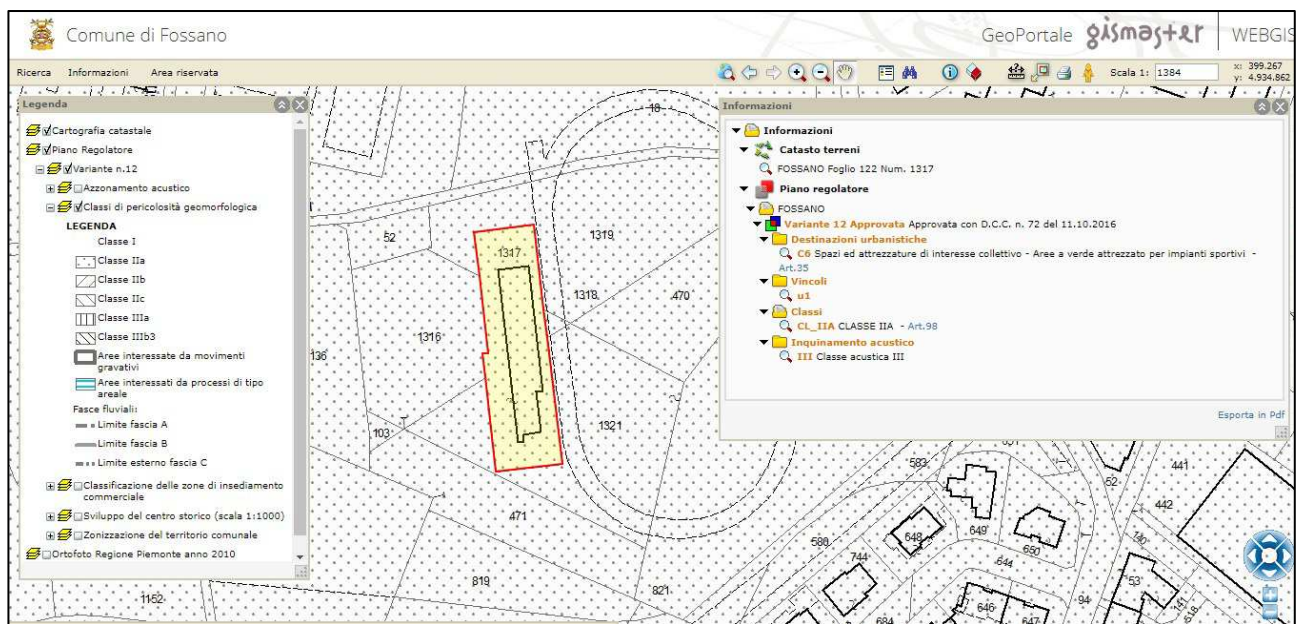 Comune di Fossano
GeoPortale gismaster WEBGIS
Ricerca Informazioni Area riservata
Scala 1: 1384
x: 399.267
y: 4.934.862
Legenda
Cartografia catastale
Piano Regolatore
Variante n.12
Azzonamento acustico
Classi di pericolosità geomorfologica
LEGENDA
Classe I
Classe IIa
Classe IIb
Classe IIc
Classe IIIa
Classe IIIb3
Aree interessate da movimenti
gravativi
Aree interessati da processi di tipo
areale
Fasce fluviali:
Limite fascia A
Limite fascia B
Limite esterno fascia C
Classificazione delle zone di insediamento
commerciale
Sviluppo del centro storico (scala 1:1000)
Zonizzazione del territorio comunale
Ortofoto Regione Piemonte anno 2010
Informazioni
Informazioni
Catasto terreni
FOSSANO Foglio 122 Num. 1317
Piano regolatore
FOSSANO
Variante 12 Approvata Approvata con D.C.C. n. 72 del 11.10.2016
Destinazioni urbanistiche
C6 Spazi ed attrezzature di interesse collettivo - Aree a verde attrezzato per impianti sportivi -
Art.35
Vincoli
u1
Classi
CL_IIA CLASSE IIA - Art.98
Inquinamento acustico
III Classe acustica III
Esporta in Pdf
18
52
1319
1317
1318
470
1316
136
103
1321
471
583
441
52
442
580
648
649
650
644
140
744
819
821
53
94
1152
646
647
684
141
518